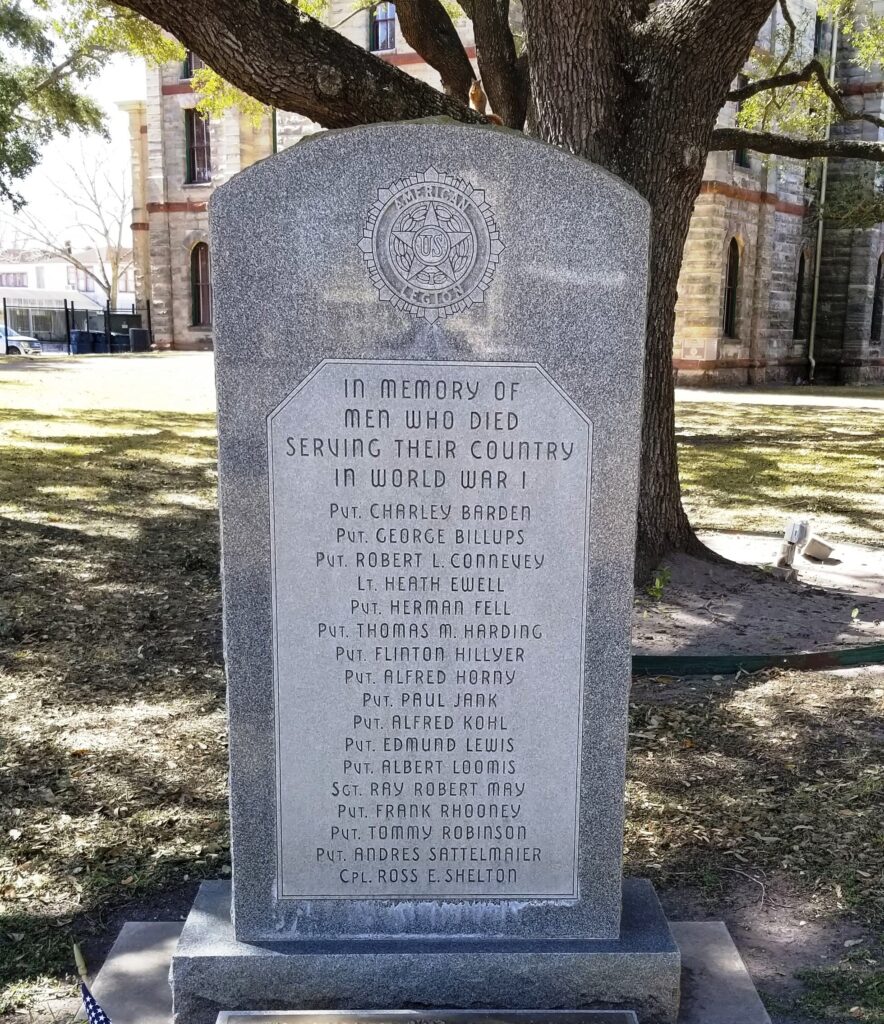 AMERICAN
US
LEGION
IN MEMORY OF
MEN WHO DIED
SERVING THEIR COUNTRY
IN WORLD WAR I
PVT. CHARLEY BARDEN
PVT. GEORGE BILLUPS
PVT. ROBERT L. CONNEVEY
LT. HEATH EWELL
PVT. HERMAN FELL
PVT. THOMAS M. HARDING
PVT. FLINTON HILLYER
PVT. ALFRED HORNY
PVT. PAUL JANK
PVT. ALFRED KOHL
PVT. EDMUND LEWIS
PVT. ALBERT LOOMIS
SGT. RAY ROBERT MAY
PVT. FRANK RHOONEY
PVT. TOMMY ROBINSON
PVT. ANDRES SATTELMAIER
CPL. ROSS E. SHELTON